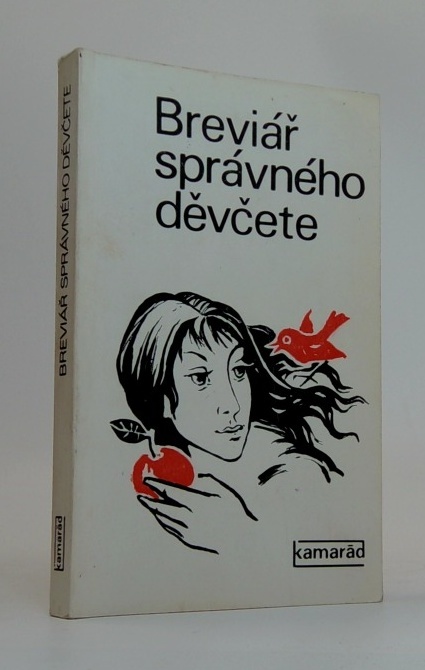 Breviář
správného
děvčete
kamarád
BREVIÁŘ SPRÁVNÉHO DĚVČETE
kamarád